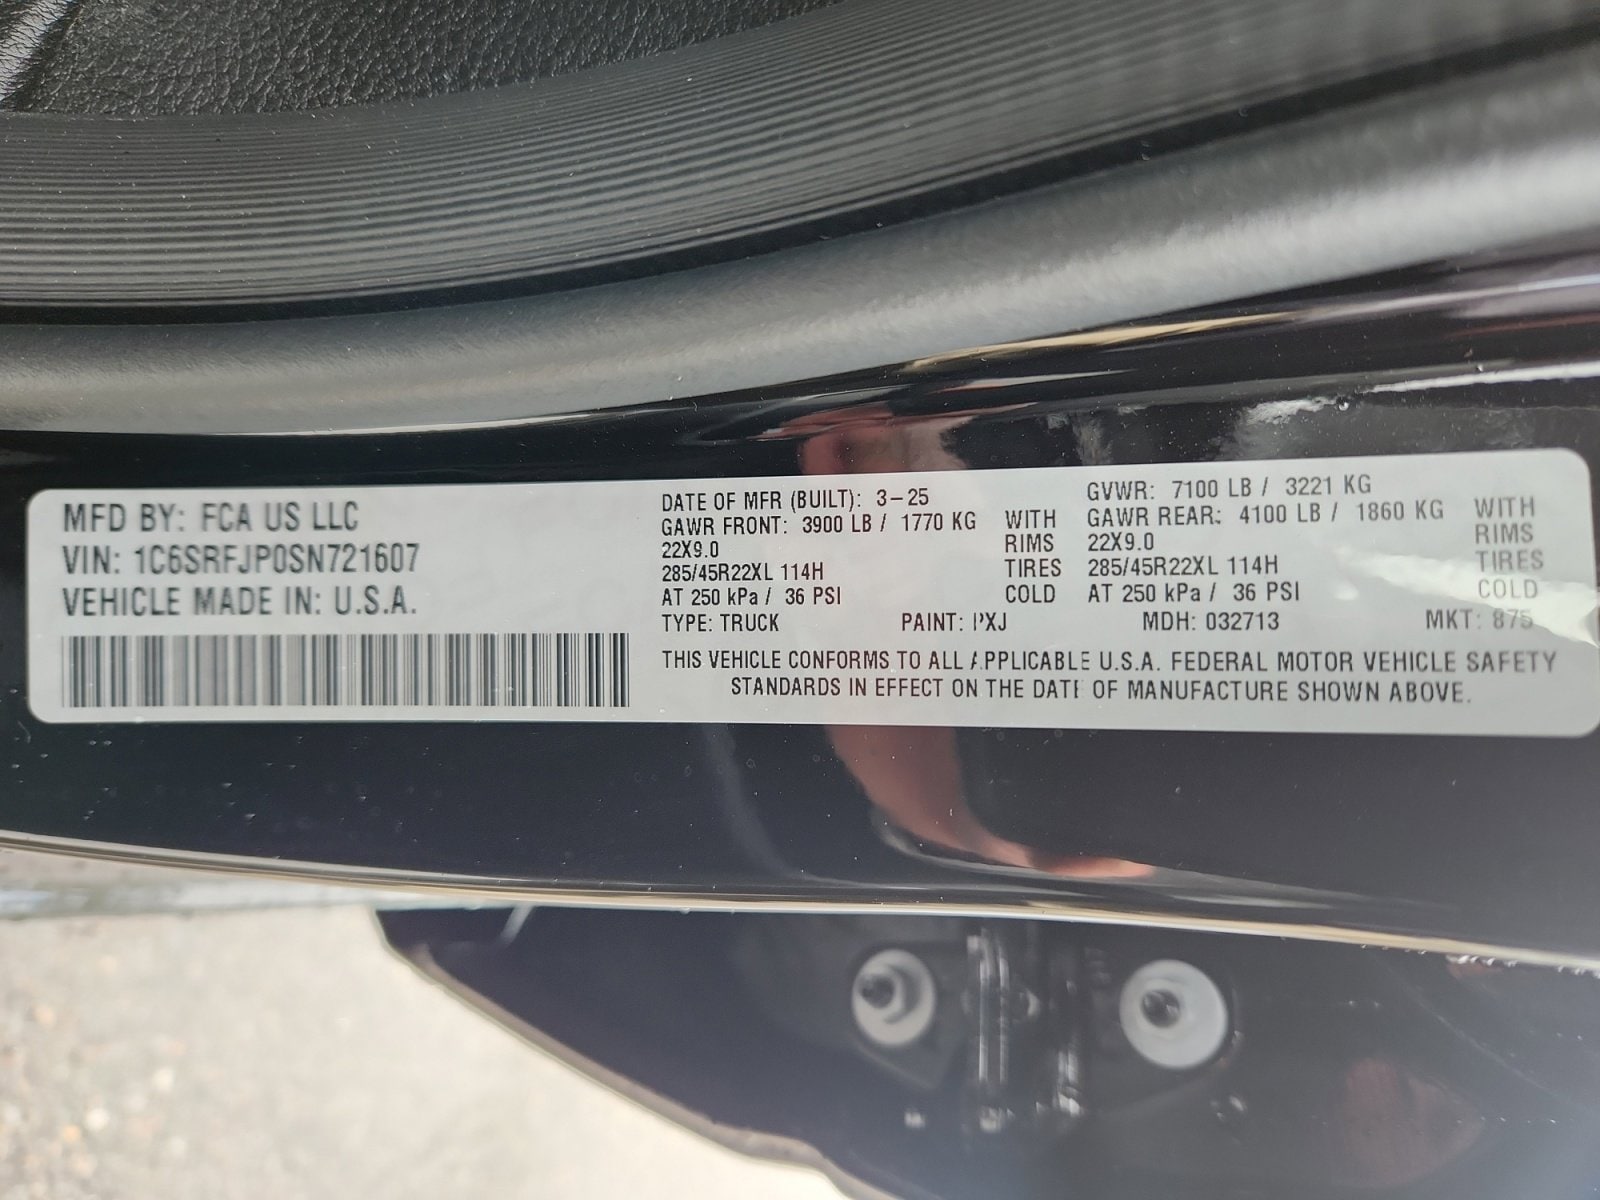 MFD BY: FCA US LLC
VIN: 1C6SRFJP0SN721607
VEHICLE MADE IN: U.S.A.
DATE OF MFR (BUILT): 3-25
GAWR FRONT: 3900 LB / 1770 KG WITH
22X9.0 RIMS
285/45R22XL 114H TIRES
AT 250 kPa / 36 PSI COLD
GVWR: 7100 LB / 3221 KG
GAWR REAR: 4100 LB / 1860 KG WITH
22X9.0 RIMS
285/45R22XL 114H TIRES
AT 250 kPa / 36 PSI COLD
TYPE: TRUCK PAINT: PXJ MDH: 032713 MKT: 875
THIS VEHICLE CONFORMS TO ALL APPLICABLE U.S.A. FEDERAL MOTOR VEHICLE SAFETY
STANDARDS IN EFFECT ON THE DATE OF MANUFACTURE SHOWN ABOVE.